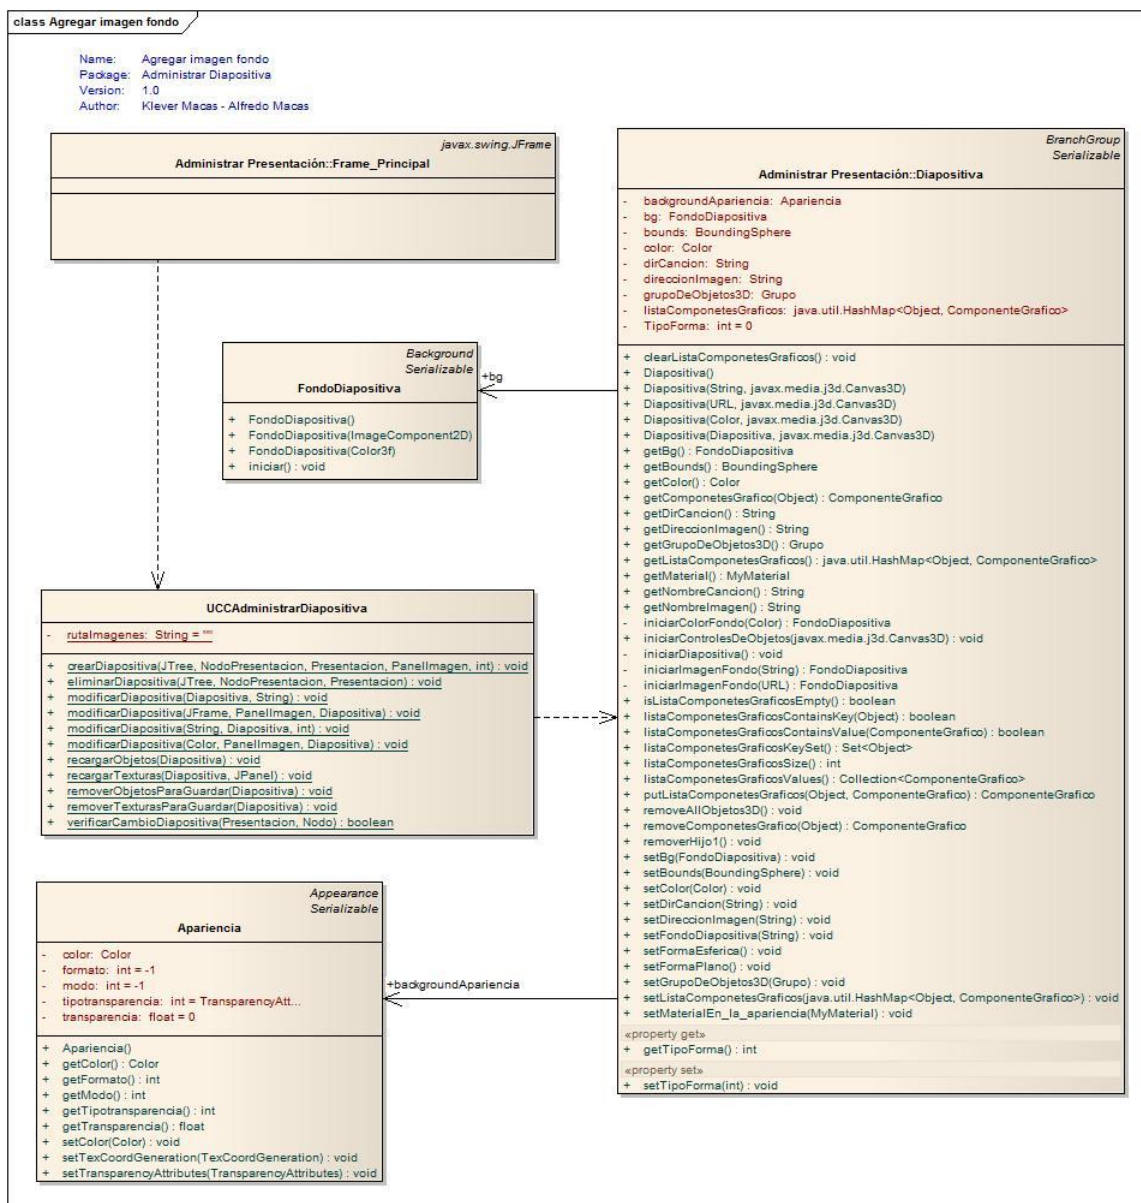 class Agregar imagen fondo
Name: Agregar imagen fondo
Package: Administrar Diapositiva
Version: 1.0
Author: Klever Macas - Alfredo Macas
javax.swing.JFrame
Administrar Presentación::Frame_Principal
Background
Serializable
FondoDiapositiva
+ FondoDiapositiva()
+ FondoDiapositiva(ImageComponent2D)
+ FondoDiapositiva(Color3f)
+ iniciar() : void
+bg
UCCAdministrarDiapositiva
- rutaImagenes: String = ""
+ crearDiapositiva(JTree, NodoPresentacion, Presentacion, PanelImagen, int) : void
+ eliminarDiapositiva(JTree, NodoPresentacion, Presentacion) : void
+ modificarDiapositiva(Diapositiva, String) : void
+ modificarDiapositiva(JFrame, PanelImagen, Diapositiva) : void
+ modificarDiapositiva(String, Diapositiva, int) : void
+ modificarDiapositiva(Color, PanelImagen, Diapositiva) : void
+ recargarObjetos(Diapositiva) : void
+ recargarTexturas(Diapositiva, JPanel) : void
+ removerObjetosParaGuardar(Diapositiva) : void
+ removerTexturasParaGuardar(Diapositiva) : void
+ verificarCambioDiapositiva(Presentacion, Nodo) : boolean
Appearance
Serializable
Apariencia
- color: Color
- formato: int = -1
- modo: int = -1
- tipotransparencia: int = TransparencyAtt...
- transparencia: float = 0
+ Apariencia()
+ getColor() : Color
+ getFormato() : int
+ getModo() : int
+ getTipotransparencia() : int
+ getTransparencia() : float
+ setColor(Color) : void
+ setTexCoordGeneration(TexCoordGeneration) : void
+ setTransparencyAttributes(TransparencyAttributes) : void
+backgroundApariencia
BranchGroup
Serializable
Administrar Presentación::Diapositiva
- backgroundApariencia: Apariencia
- bg: FondoDiapositiva
- bounds: BoundingSphere
- color: Color
- dirCancion: String
- direccionImagen: String
- grupoDeObjetos3D: Grupo
- listaComponetesGraficos: java.util.HashMap<Object, ComponenteGrafico>
- TipoForma: int = 0
+ clearListaComponetesGraficos() : void
+ Diapositiva()
+ Diapositiva(String, javax.media.j3d.Canvas3D)
+ Diapositiva(URL, javax.media.j3d.Canvas3D)
+ Diapositiva(Color, javax.media.j3d.Canvas3D)
+ Diapositiva(Diapositiva, javax.media.j3d.Canvas3D)
+ getBg() : FondoDiapositiva
+ getBounds() : BoundingSphere
+ getColor() : Color
+ getComponetesGrafico(Object) : ComponenteGrafico
+ getDirCancion() : String
+ getDireccionImagen() : String
+ getGrupoDeObjetos3D() : Grupo
+ getListaComponetesGraficos() : java.util.HashMap<Object, ComponenteGrafico>
+ getMaterial() : MyMaterial
+ getNombreCancion() : String
+ getNombreImagen() : String
- iniciarColorFondo(Color) : FondoDiapositiva
+ iniciarControlesDeObjetos(javax.media.j3d.Canvas3D) : void
- iniciarDiapositiva() : void
- iniciarImagenFondo(String) : FondoDiapositiva
- iniciarImagenFondo(URL) : FondoDiapositiva
+ isListaComponetesGraficosEmpty() : boolean
+ listaComponetesGraficosContainsKey(Object) : boolean
+ listaComponetesGraficosContainsValue(ComponenteGrafico) : boolean
+ listaComponetesGraficosKeySet() : Set<Object>
+ listaComponetesGraficosSize() : int
+ listaComponetesGraficosValues() : Collection<ComponenteGrafico>
+ putListaComponetesGraficos(Object, ComponenteGrafico) : ComponenteGrafico
+ removeAllObjetos3D() : void
+ removeComponetesGrafico(Object) : ComponenteGrafico
+ removerHijo1() : void
+ setBg(FondoDiapositiva) : void
+ setBounds(BoundingSphere) : void
+ setColor(Color) : void
+ setDirCancion(String) : void
+ setDireccionImagen(String) : void
+ setFondoDiapositiva(String) : void
+ setFormaEsferica() : void
+ setFormaPlano() : void
+ setGrupoDeObjetos3D(Grupo) : void
+ setListaComponetesGraficos(java.util.HashMap<Object, ComponenteGrafico>) : void
+ setMaterialEn_la_apariencia(MyMaterial) : void
«property get»
+ getTipoForma() : int
«property set»
+ setTipoForma(int) : void